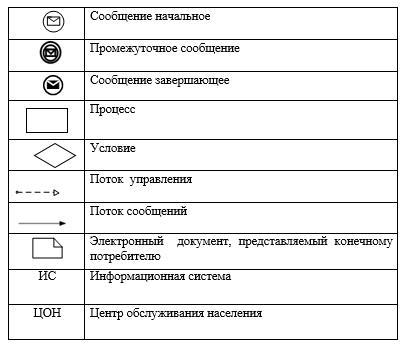 Сообщение начальное
Промежуточное сообщение
Сообщение завершающее
Процесс
Условие
Поток управления
Поток сообщений
Электронный документ, представляемый конечному
потребителю
ИС Информационная система
ЦОН Центр обслуживания населения